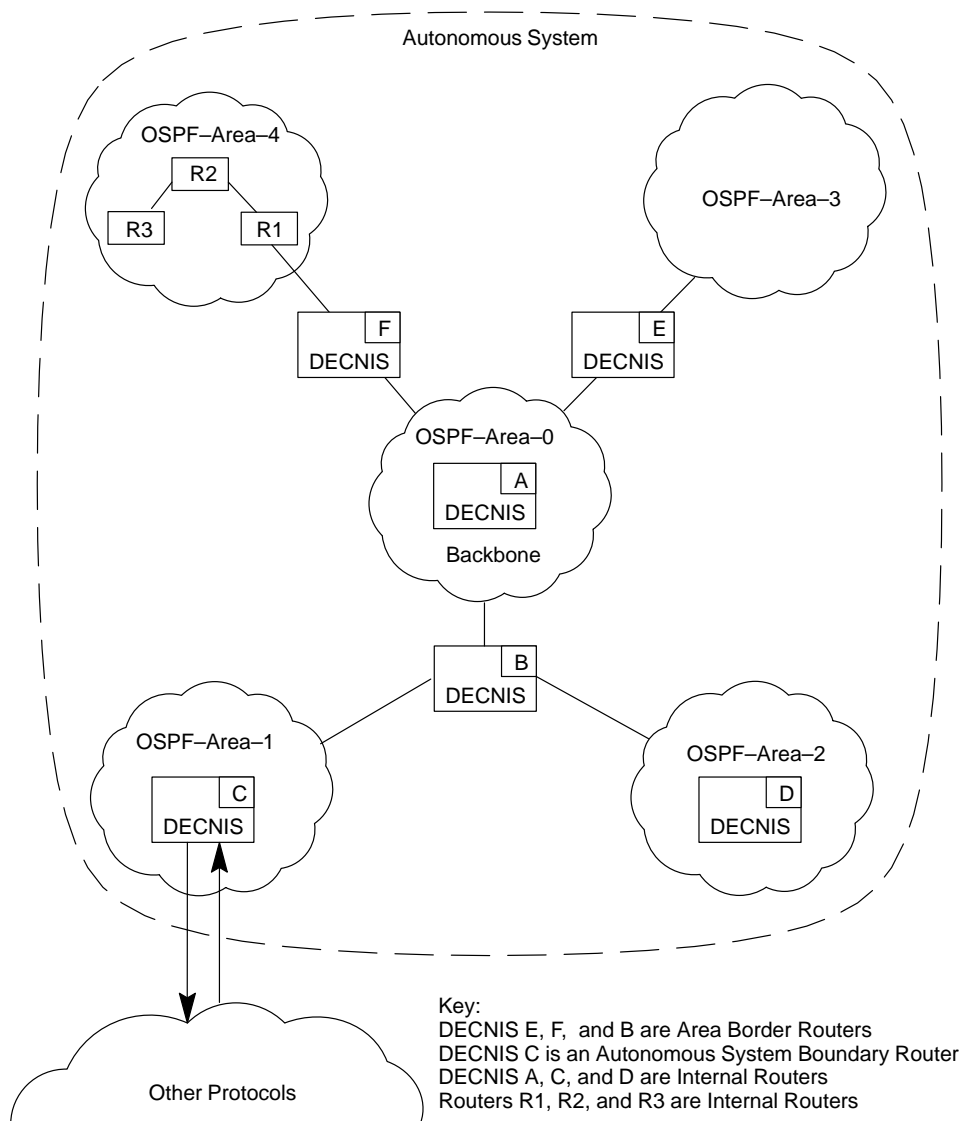 Autonomous System
OSPF–Area–4
R2
R3
R1
OSPF–Area–3
F
DECNIS
E
DECNIS
OSPF–Area–0
A
DECNIS
Backbone
B
DECNIS
OSPF–Area–1
C
DECNIS
OSPF–Area–2
D
DECNIS
Other Protocols
Key:
DECNIS E, F, and B are Area Border Routers
DECNIS C is an Autonomous System Boundary Router
DECNIS A, C, and D are Internal Routers
Routers R1, R2, and R3 are Internal Routers